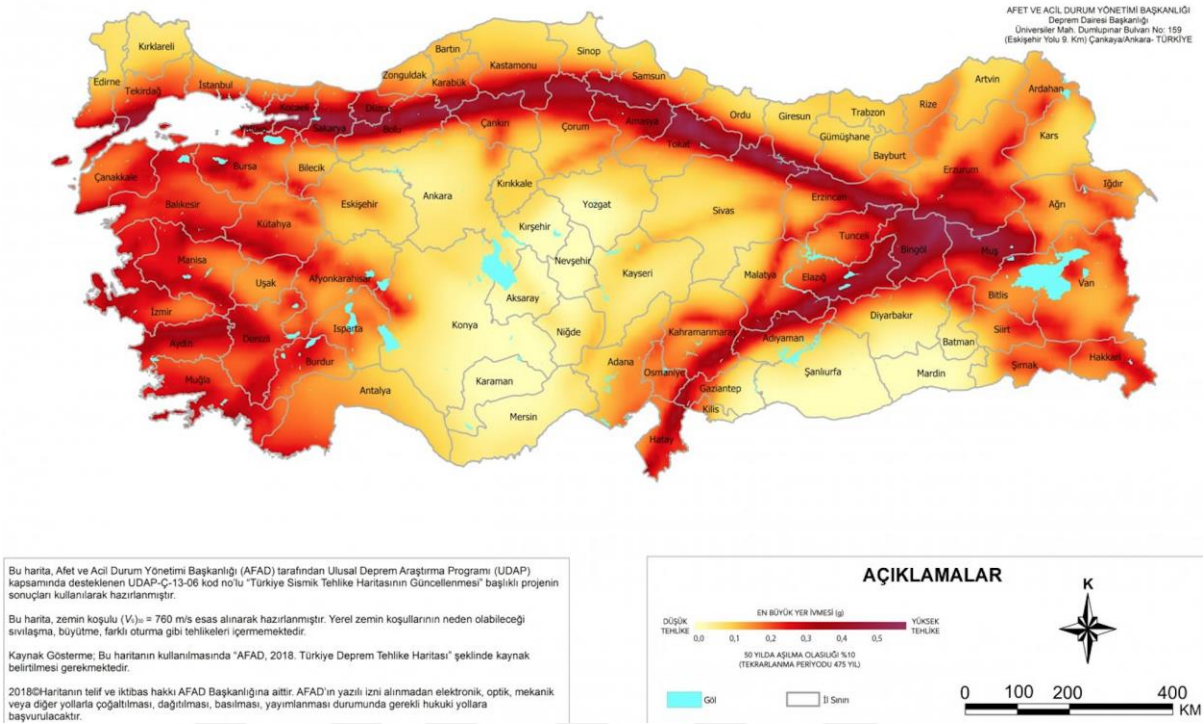 AFET VE ACİL DURUM YÖNETİMİ BAŞKANLIĞI
Deprem Dairesi Başkanlığı
Üniversiler Mah. Dumlupınar Bulvarı No: 159
(Eskişehir Yolu 9. Km) Çankaya/Ankara- TÜRKİYE
Kırklareli
Edirne
Tekirdağ
İstanbul
Kocaeli
Sakarya
Düzce
Bolu
Zonguldak
Bartın
Karabük
Kastamonu
Sinop
Samsun
Çankırı
Çorum
Amasya
Tokat
Ordu
Giresun
Trabzon
Gümüşhane
Bayburt
Rize
Artvin
Ardahan
Kars
Erzurum
Iğdır
Ağrı
Çanakkale
Balıkesir
Bursa
Bilecik
Eskişehir
Kütahya
Ankara
Kırıkkale
Yozgat
Kırşehir
Sivas
Erzincan
Tunceli
Bingöl
Muş
Manisa
Uşak
Afyonkarahisar
Nevşehir
Kayseri
Malatya
Elazığ
Van
Bitlis
İzmir
Aydın
Denizli
Isparta
Burdur
Muğla
Antalya
Konya
Aksaray
Niğde
Karaman
Mersin
Adana
Kahramanmaraş
Osmaniye
Gaziantep
Kilis
Hatay
Adıyaman
Şanlıurfa
Diyarbakır
Batman
Mardin
Siirt
Şırnak
Hakkari
Bu harita, Afet ve Acil Durum Yönetimi Başkanlığı (AFAD) tarafından Ulusal Deprem Araştırma Programı (UDAP)
kapsamında desteklenen UDAP-Ç-13-06 kod no'lu "Türkiye Sismik Tehlike Haritasının Güncellenmesi" başlıklı projenin
sonuçları kullanılarak hazırlanmıştır.
Bu harita, zemin koşulu (Vₛ)₃₀ = 760 m/s esas alınarak hazırlanmıştır. Yerel zemin koşullarının neden olabileceği
sıvılaşma, büyütme, farklı oturma gibi tehlikeleri içermemektedir.
Kaynak Gösterme; Bu haritanın kullanılmasında "AFAD, 2018. Türkiye Deprem Tehlike Haritası" şeklinde kaynak
belirtilmesi gerekmektedir.
2018©Haritanın telif ve iktibas hakkı AFAD Başkanlığına aittir. AFAD'ın yazılı izni alınmadan elektronik, optik, mekanik
veya diğer yollarla çoğaltılması, dağıtılması, basılması, yayımlanması durumunda gerekli hukuki yollara
başvurulacaktır.
AÇIKLAMALAR
EN BÜYÜK YER İVMESİ (g)
DÜŞÜK TEHLİKE
YÜKSEK TEHLİKE
0,0 0,1 0,2 0,3 0,4 0,5
50 YILDA AŞILMA OLASILIĞI %10
(TEKRARLANMA PERİYODU 475 YIL)
Göl
İl Sınırı
K
0 100 200 400
KM